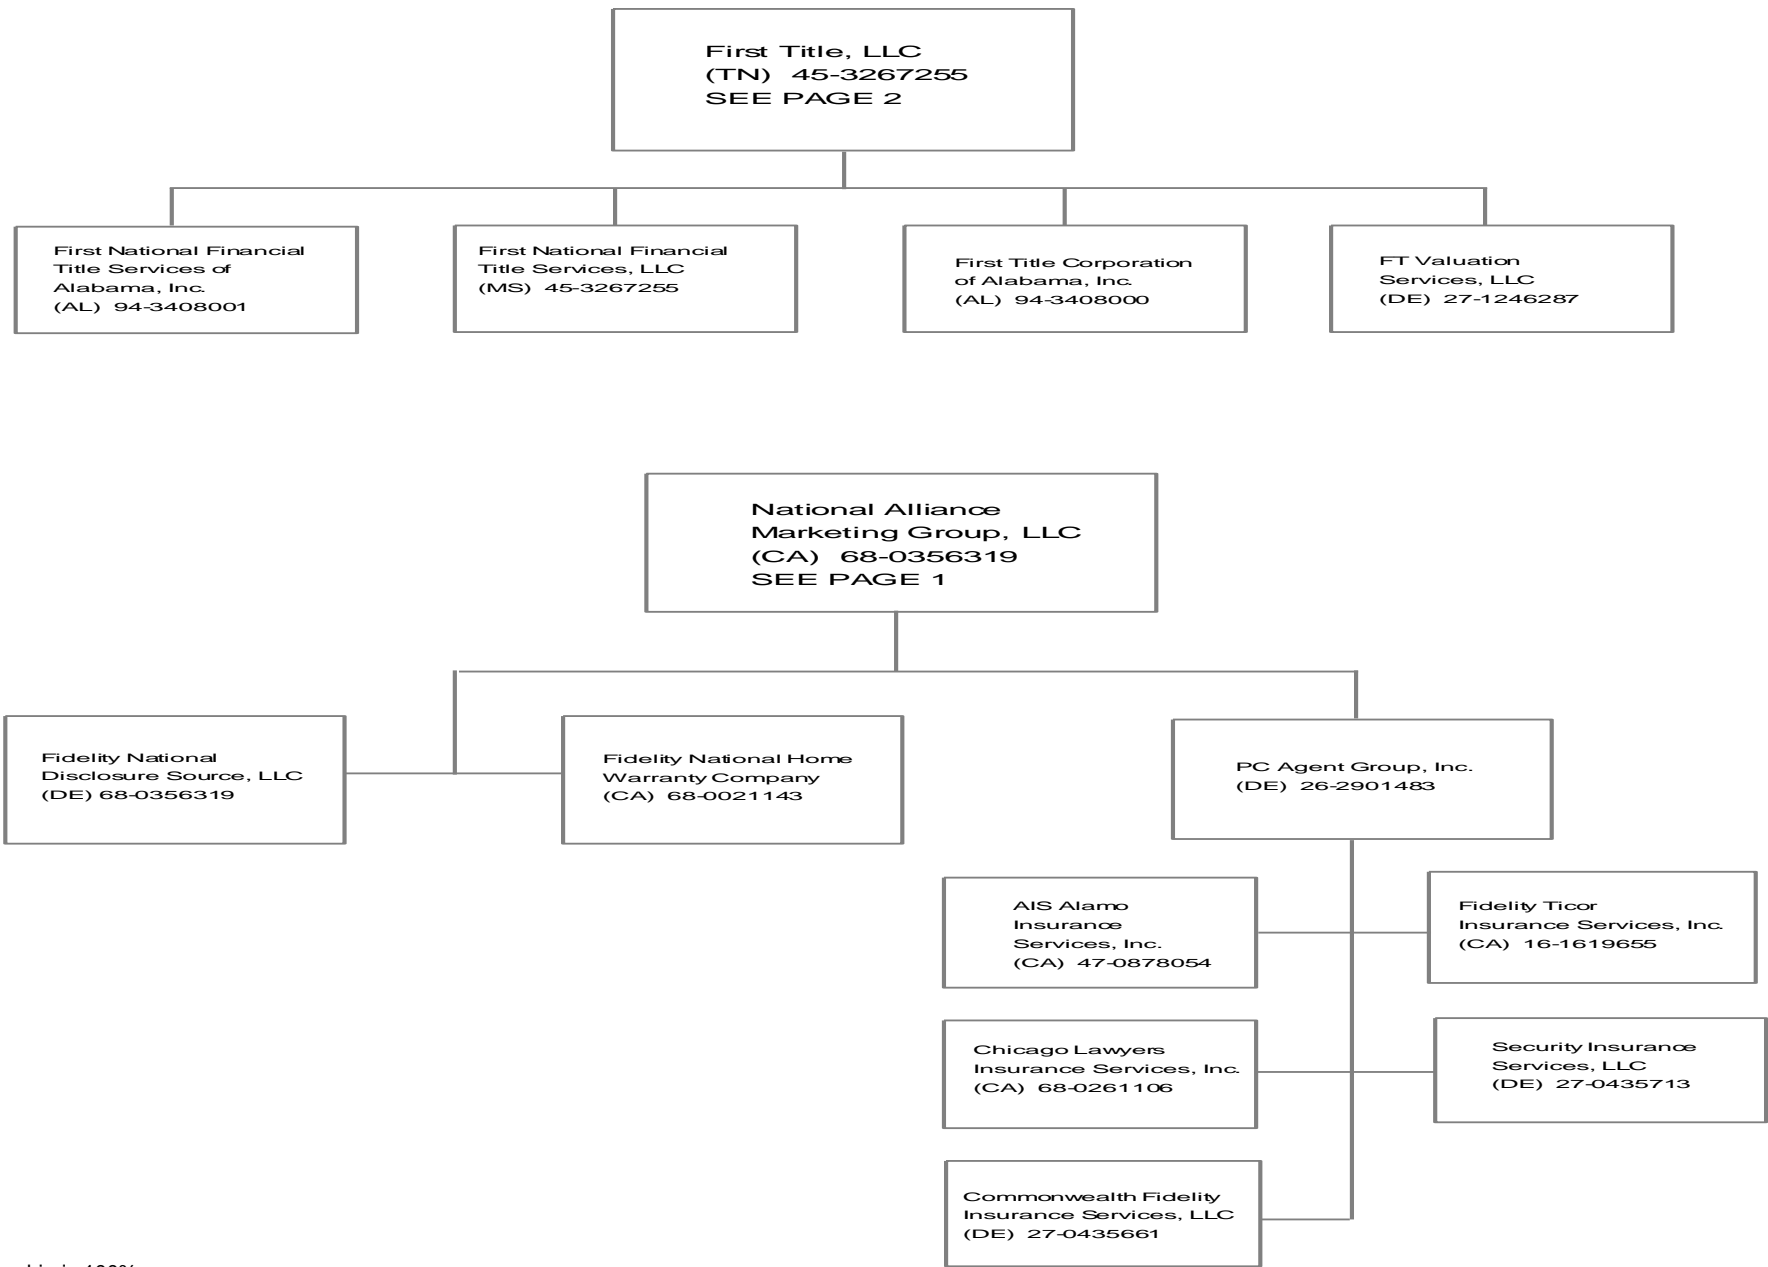 First Title, LLC
(TN) 45-3267255
SEE PAGE 2
First National Financial
Title Services of
Alabama, Inc.
(AL) 94-3408001
First National Financial
Title Services, LLC
(MS) 45-3267255
First Title Corporation
of Alabama, Inc.
(AL) 94-3408000
FT Valuation
Services, LLC
(DE) 27-1246287
National Alliance
Marketing Group, LLC
(CA) 68-0356319
SEE PAGE 1
Fidelity National
Disclosure Source, LLC
(DE) 68-0356319
Fidelity National Home
Warranty Company
(CA) 68-0021143
PC Agent Group, Inc.
(DE) 26-2901483
AIS Alamo
Insurance
Services, Inc.
(CA) 47-0878054
Fidelity Ticor
Insurance Services, Inc.
(CA) 16-1619655
Chicago Lawyers
Insurance Services, Inc.
(CA) 68-0261106
Security Insurance
Services, LLC
(DE) 27-0435713
Commonwealth Fidelity
Insurance Services, LLC
(DE) 27-0435661